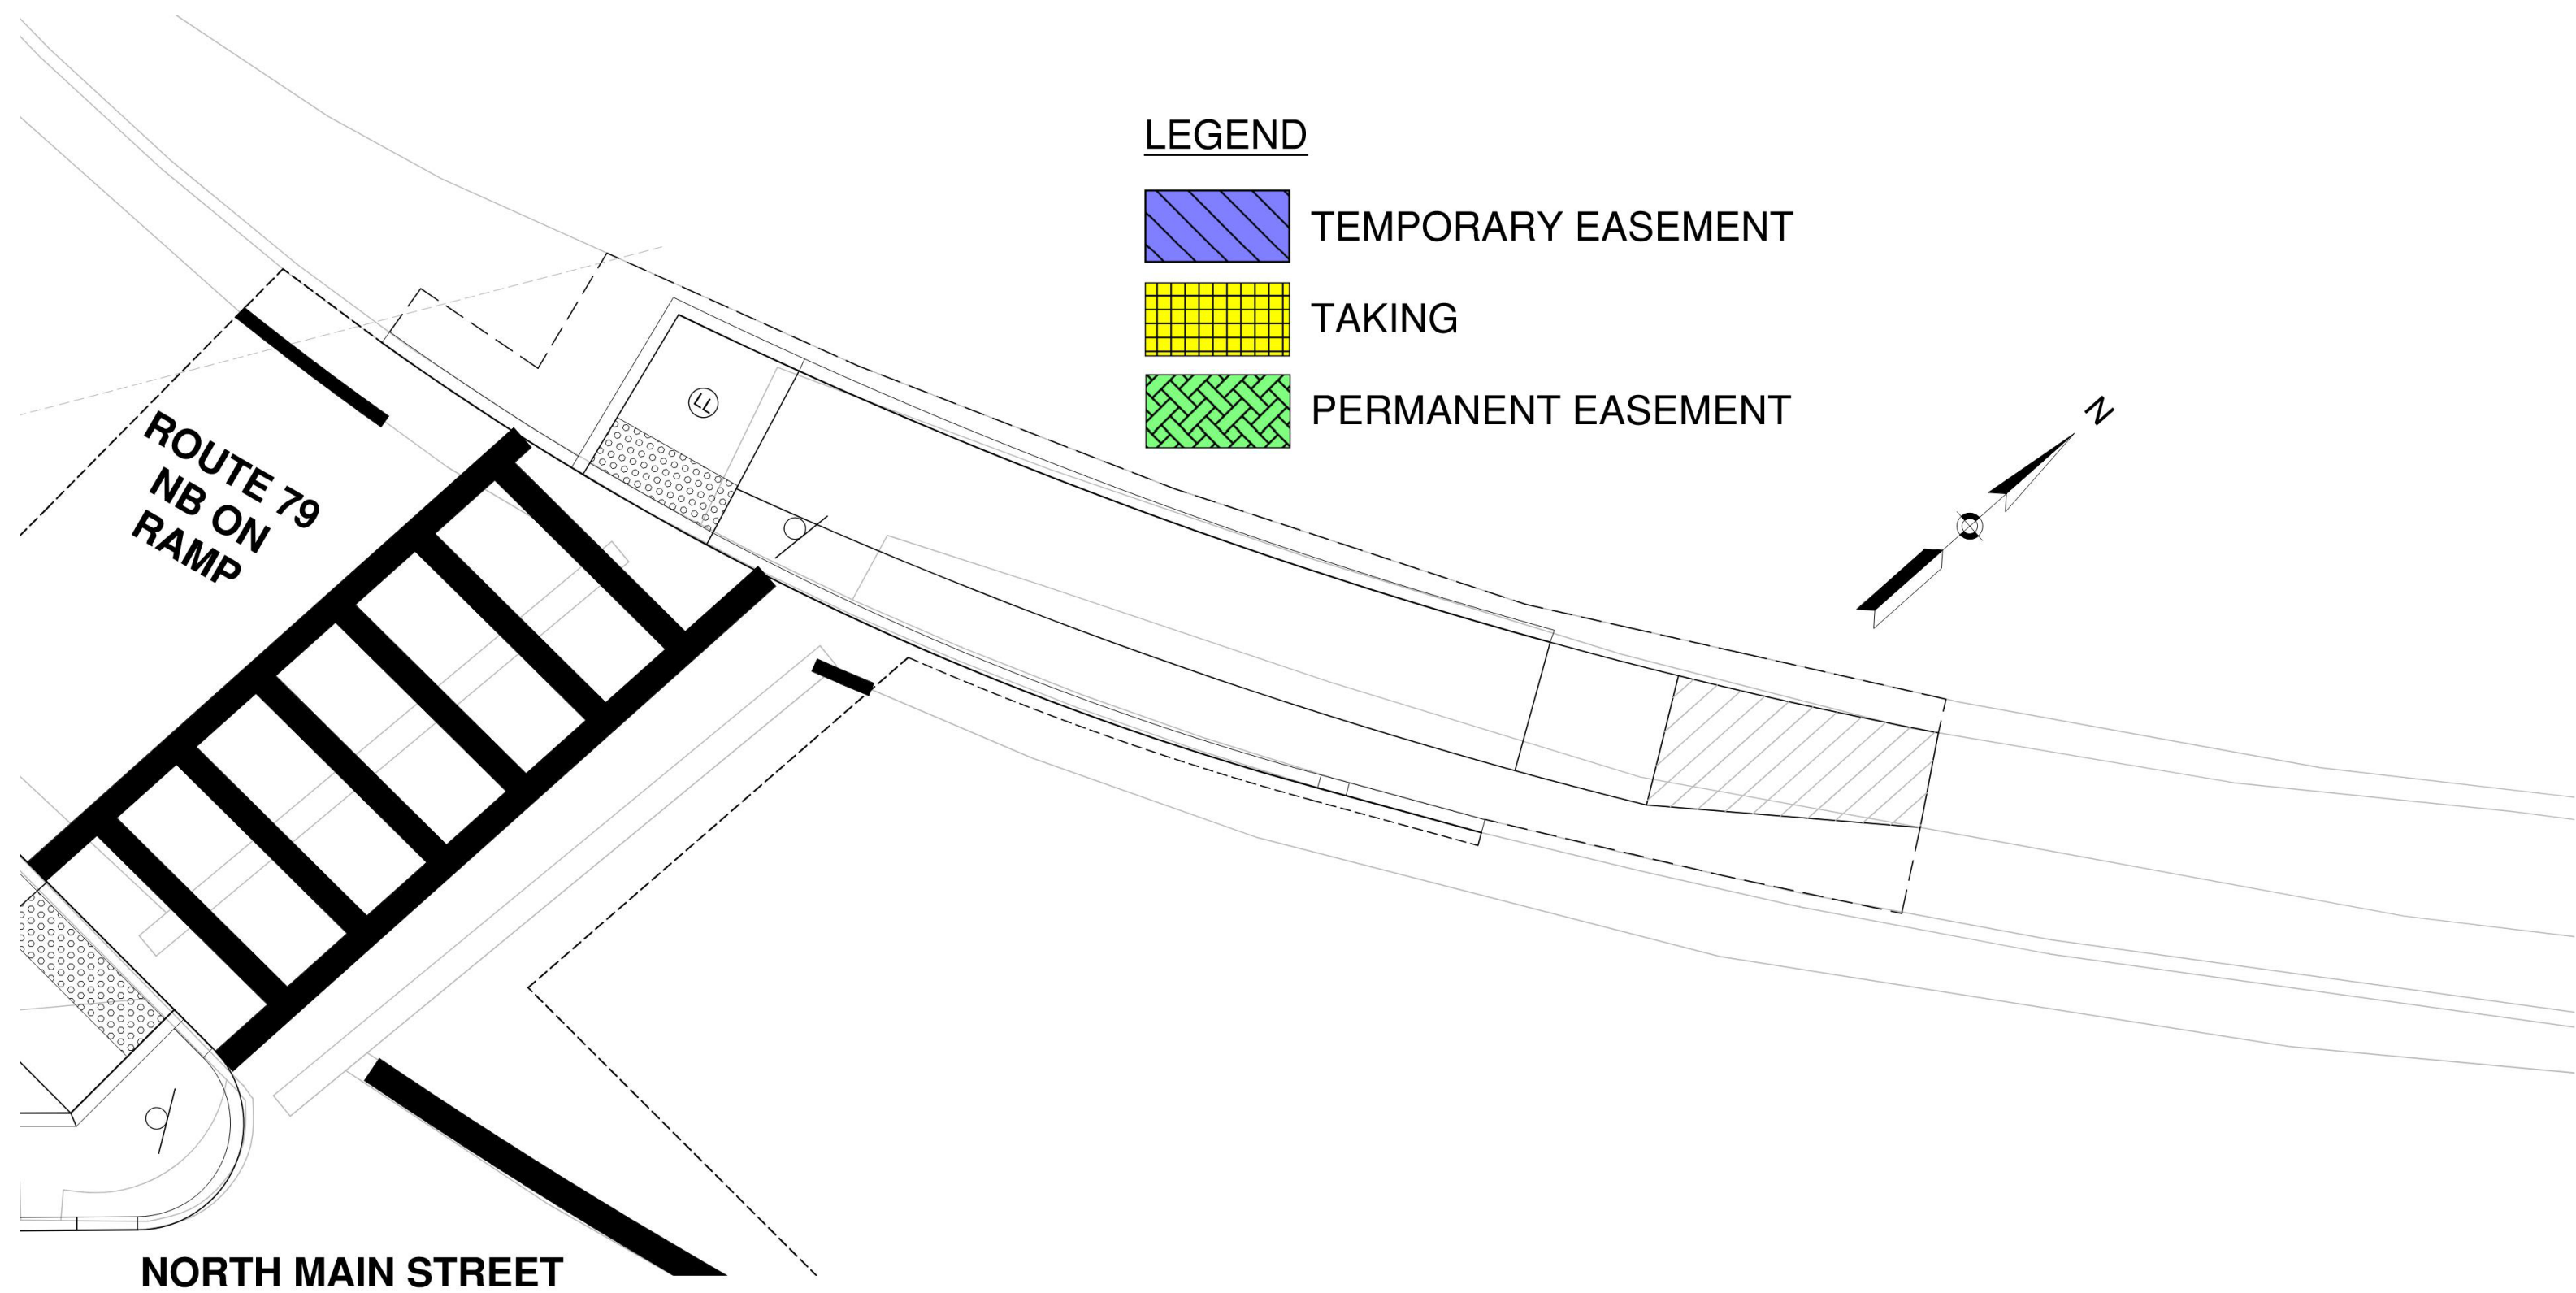 LEGEND
TEMPORARY EASEMENT
TAKING
PERMANENT EASEMENT
N
LL
ROUTE 79
NB ON
RAMP
NORTH MAIN STREET